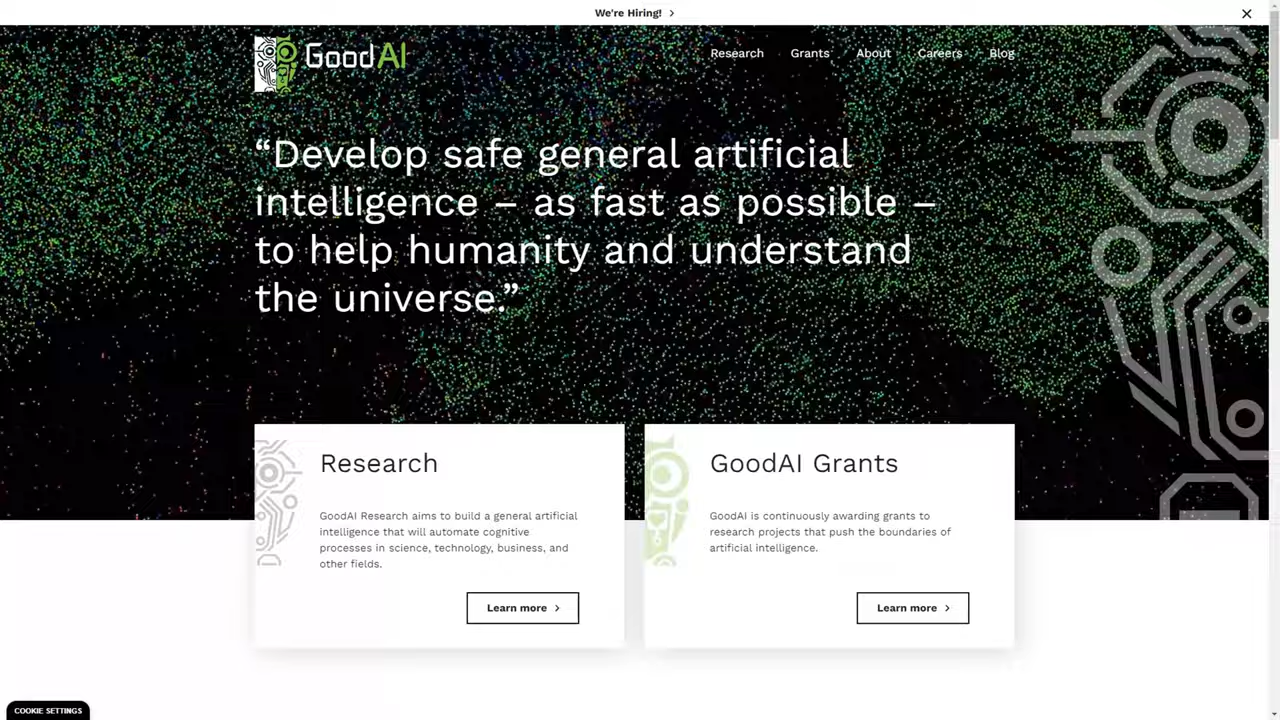 We're Hiring!
GoodAI
Research Grants About Careers Blog
“Develop safe general artificial
intelligence – as fast as possible –
to help humanity and understand
the universe.”
Research
GoodAI Research aims to build a general artificial
intelligence that will automate cognitive
processes in science, technology, business, and
other fields.
Learn more
GoodAI Grants
GoodAI is continuously awarding grants to
research projects that push the boundaries of
artificial intelligence.
Learn more
COOKIE SETTINGS